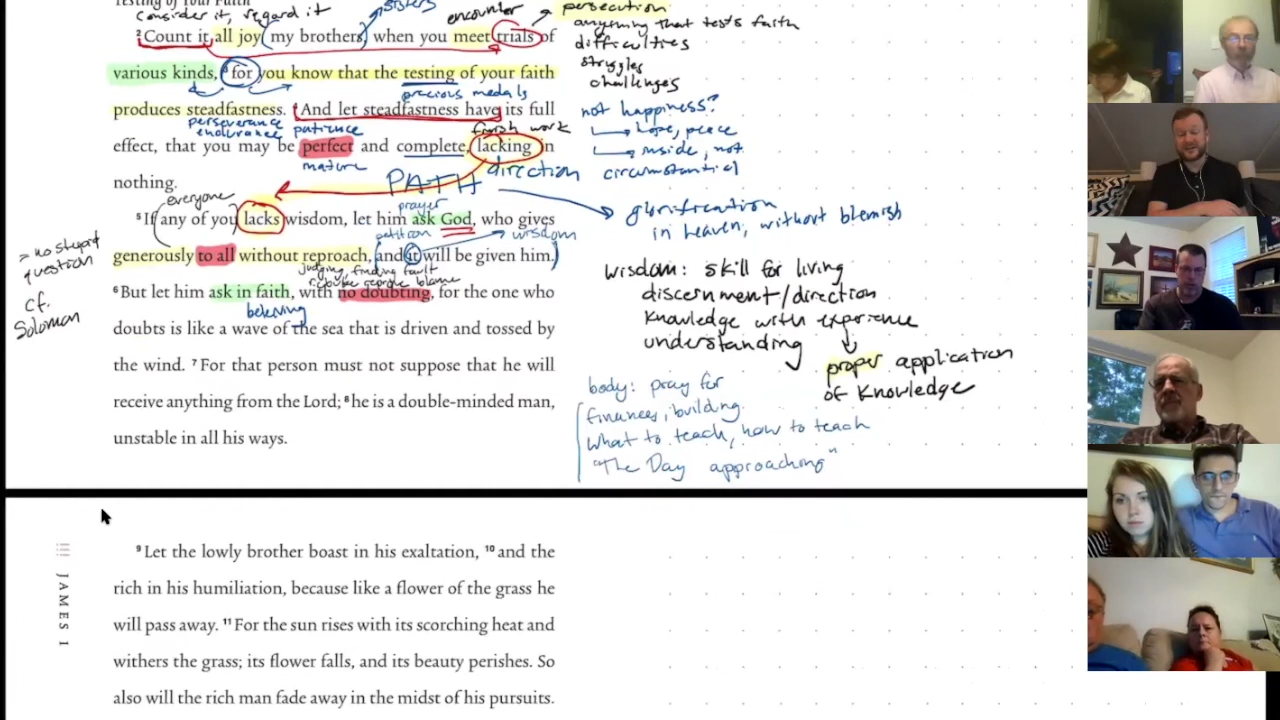 Testing of Your Faith
Consider it, regard it
sisters
encounter
persecution
anything that tests faith
difficulties
struggles
challenges
²Count it all joy, my brothers, when you meet trials of
various kinds, ³for you know that the testing of your faith
precious medals
produces steadfastness. ⁴And let steadfastness have its full
perseverance
endurance patience
finish work
effect, that you may be perfect and complete, lacking in
mature
direction
nothing.
PATH
not happiness?
hope, peace
inside, not
circumstantial
glorification
in heaven, without blemish
everyone
prayer
⁵If any of you lacks wisdom, let him ask God, who gives
petition
wisdom
generously to all without reproach, and it will be given him.
judging, finding fault
rebuke reproble blame
= no stupid
question
cf.
Solomon
⁶But let him ask in faith, with no doubting, for the one who
believing
doubts is like a wave of the sea that is driven and tossed by
the wind. ⁷For that person must not suppose that he will
receive anything from the Lord; ⁸he is a double-minded man,
unstable in all his ways.
wisdom: skill for living
discernment/direction
knowledge with experience
understanding
proper application
of knowledge
body: pray for
finances, building
what to teach, how to teach
"The Day approaching"
JAMES 1
⁹Let the lowly brother boast in his exaltation, ¹⁰and the
rich in his humiliation, because like a flower of the grass he
will pass away. ¹¹For the sun rises with its scorching heat and
withers the grass; its flower falls, and its beauty perishes. So
also will the rich man fade away in the midst of his pursuits.